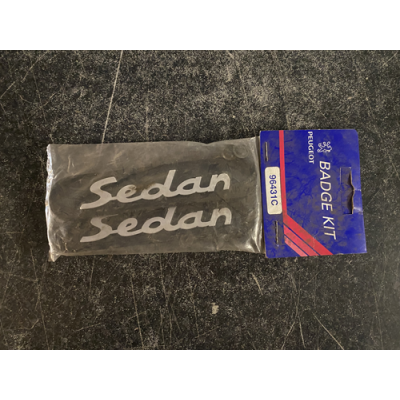 Sedan
Sedan
PEUGEOT
BADGE KIT
96431C